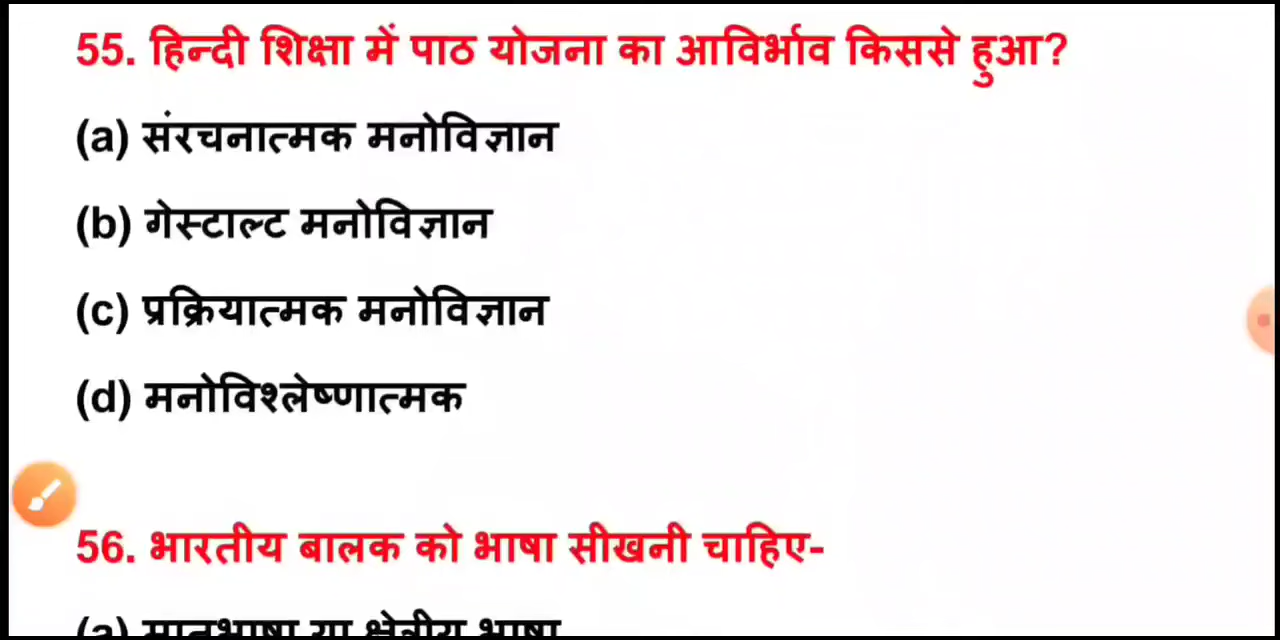 55. हिन्दी शिक्षा में पाठ योजना का आविर्भाव किससे हुआ?
(a) संरचनात्मक मनोविज्ञान
(b) गेस्टाल्ट मनोविज्ञान
(c) प्रक्रियात्मक मनोविज्ञान
(d) मनोविश्लेष्णात्मक
56. भारतीय बालक को भाषा सीखनी चाहिए-
(a) मातृभाषा या क्षेत्रीय भाषा